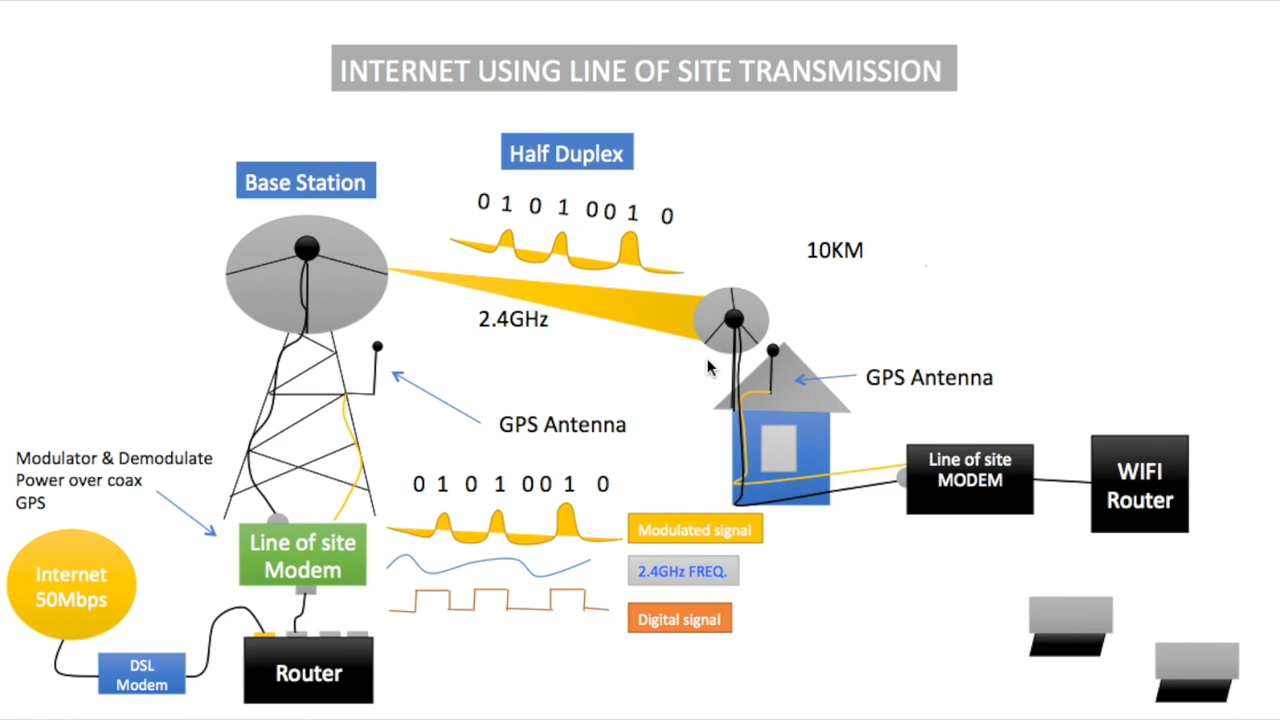 INTERNET USING LINE OF SITE TRANSMISSION
Half Duplex
Base Station
0 1 0 1 0 0 1 0
10KM
2.4GHz
GPS Antenna
GPS Antenna
Modulator & Demodulate
Power over coax
GPS
Line of site
MODEM
WIFI
Router
0 1 0 1 0 0 1 0
Modulated signal
Line of site
Modem
2.4GHz FREQ.
Internet
50Mbps
Digital signal
DSL
Modem
Router